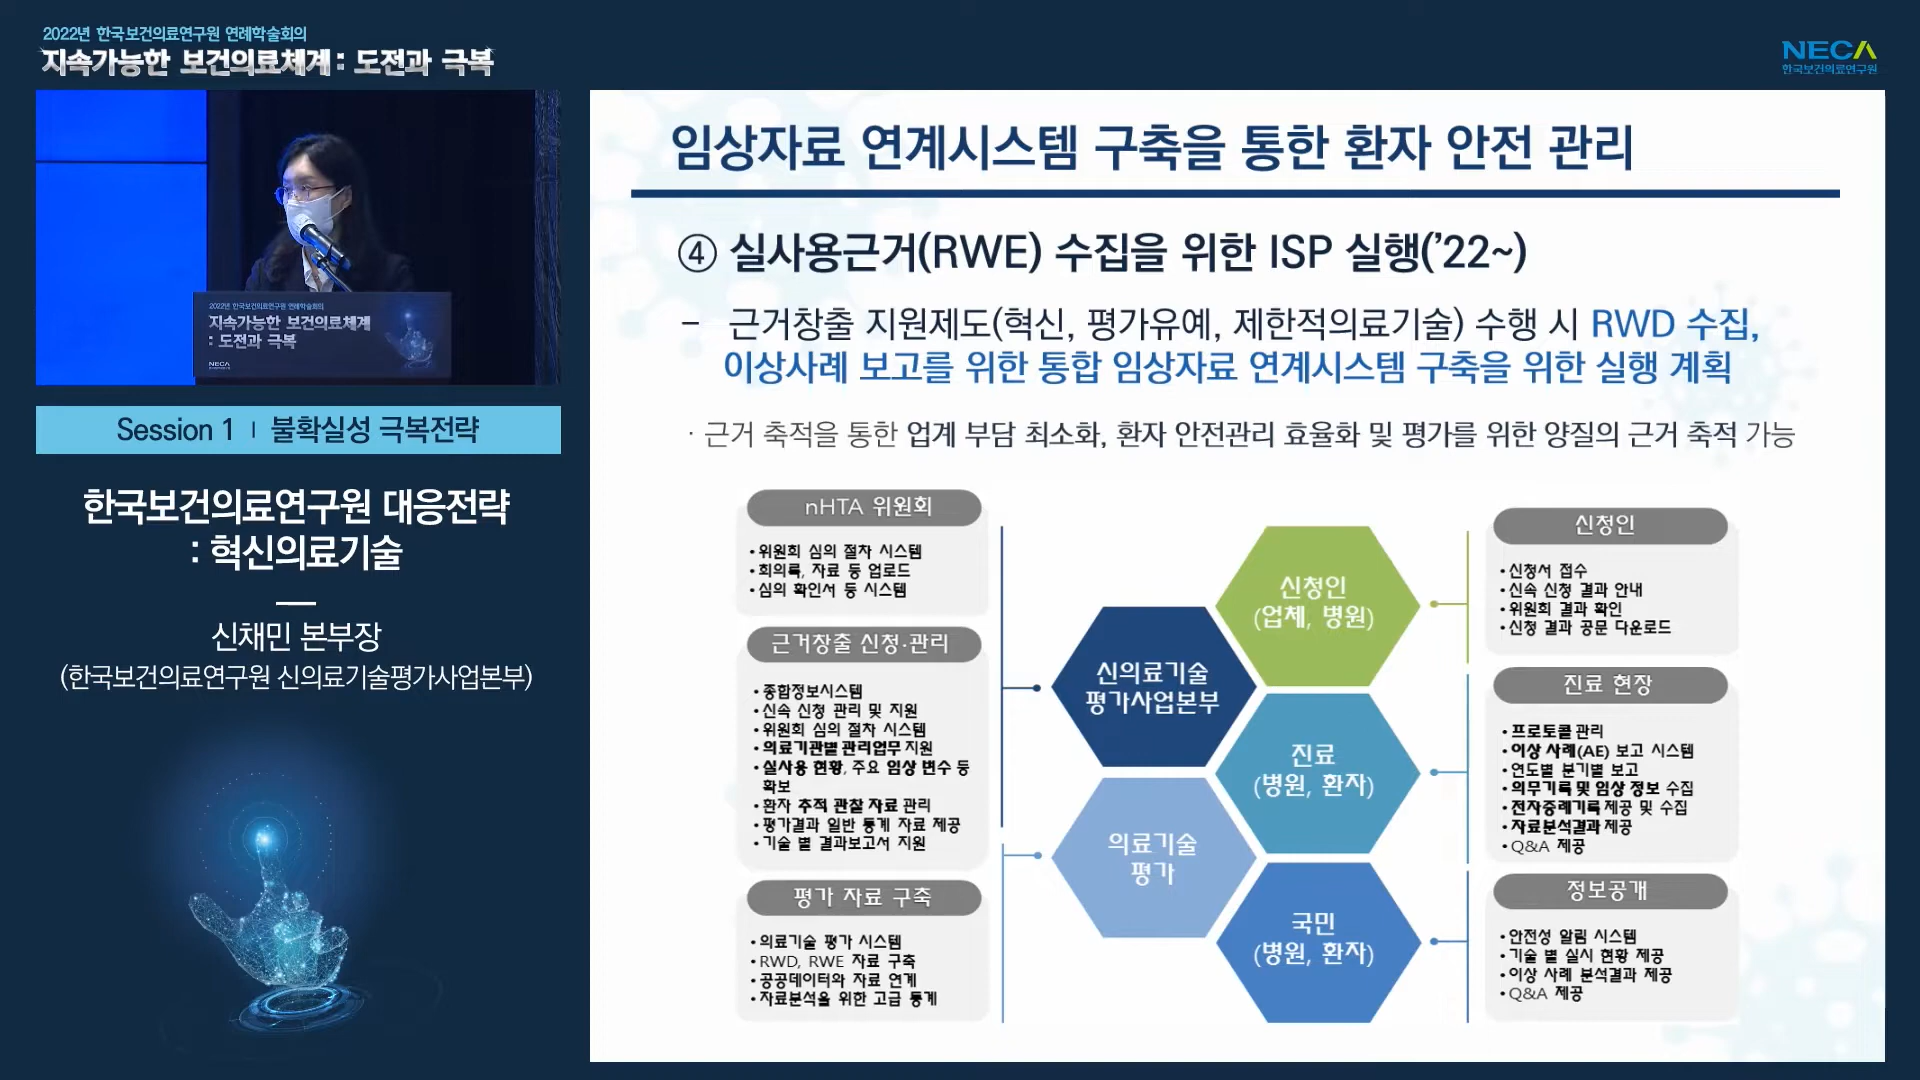 2022년 한국보건의료연구원 연례학술회의
지속가능한 보건의료체계 : 도전과 극복
NECA
한국보건의료연구원
2022년 한국보건의료연구원 연례학술회의
지속가능한 보건의료체계
: 도전과 극복
NECA
Session 1 | 불확실성 극복전략
한국보건의료연구원 대응전략
: 혁신의료기술
신채민 본부장
(한국보건의료연구원 신의료기술평가사업본부)
임상자료 연계시스템 구축을 통한 환자 안전 관리
④ 실사용근거(RWE) 수집을 위한 ISP 실행('22~)
- 근거창출 지원제도(혁신, 평가유예, 제한적의료기술) 수행 시 RWD 수집,
이상사례 보고를 위한 통합 임상자료 연계시스템 구축을 위한 실행 계획
· 근거 축적을 통한 업계 부담 최소화, 환자 안전관리 효율화 및 평가를 위한 양질의 근거 축적 가능
nHTA 위원회
•위원회 심의 절차 시스템
•회의록, 자료 등 업로드
•심의 확인서 등 시스템
근거창출 신청·관리
•종합정보시스템
•신속 신청 관리 및 지원
•위원회 심의 절차 시스템
•의료기관별 관리업무 지원
•실사용 현황, 주요 임상 변수 등
확보
•환자 추적 관찰 자료 관리
•평가결과 일반 통계 자료 제공
•기술 별 결과보고서 지원
평가 자료 구축
•의료기술 평가 시스템
•RWD, RWE 자료 구축
•공공데이터와 자료 연계
•자료분석을 위한 고급 통계
신의료기술
평가사업본부
의료기술
평가
신청인
(업체, 병원)
진료
(병원, 환자)
국민
(병원, 환자)
신청인
•신청서 접수
•신속 신청 결과 안내
•위원회 결과 확인
•신청 결과 공문 다운로드
진료 현장
•프로토콜 관리
•이상 사례(AE) 보고 시스템
•연도별 분기별 보고
•의무기록 및 임상 정보 수집
•전자증례기록 제공 및 수집
•자료분석결과 제공
•Q&A 제공
정보공개
•안전성 알림 시스템
•기술 별 실시 현황 제공
•이상 사례 분석결과 제공
•Q&A 제공